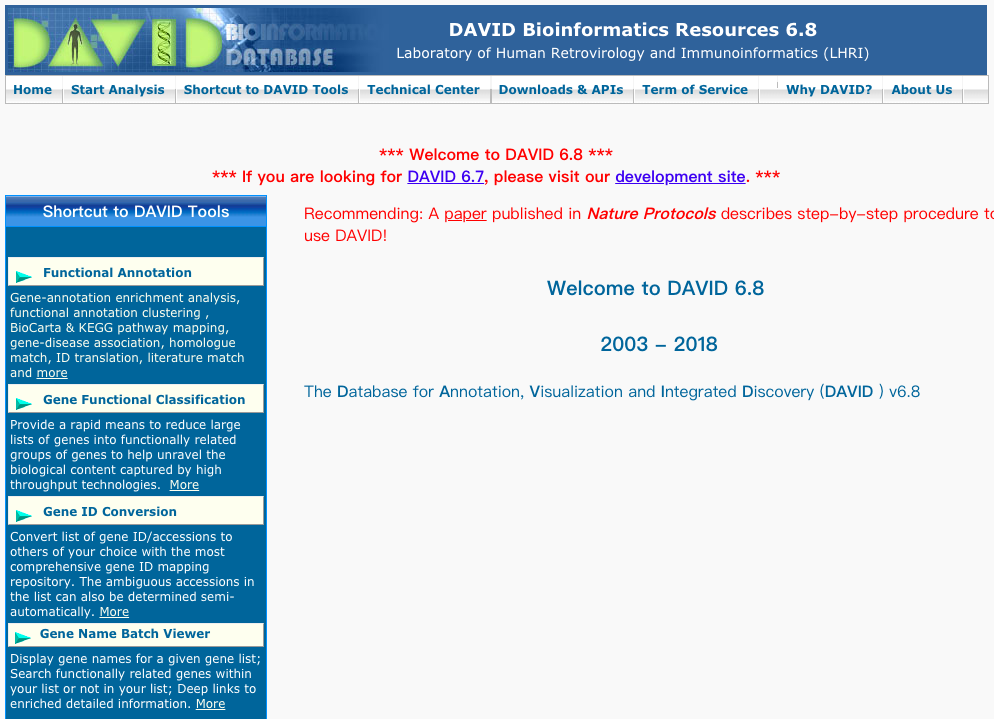 DAVID BIOINFORMATICS
DATABASE
DAVID Bioinformatics Resources 6.8
Laboratory of Human Retrovirology and Immunoinformatics (LHRI)
Home Start Analysis Shortcut to DAVID Tools Technical Center Downloads & APIs Term of Service Why DAVID? About Us
*** Welcome to DAVID 6.8 ***
*** If you are looking for DAVID 6.7, please visit our development site. ***
Shortcut to DAVID Tools
Functional Annotation
Gene-annotation enrichment analysis,
functional annotation clustering ,
BioCarta & KEGG pathway mapping,
gene-disease association, homologue
match, ID translation, literature match
and more
Gene Functional Classification
Provide a rapid means to reduce large
lists of genes into functionally related
groups of genes to help unravel the
biological content captured by high
throughput technologies. More
Gene ID Conversion
Convert list of gene ID/accessions to
others of your choice with the most
comprehensive gene ID mapping
repository. The ambiguous accessions in
the list can also be determined semi-
automatically. More
Gene Name Batch Viewer
Display gene names for a given gene list;
Search functionally related genes within
your list or not in your list; Deep links to
enriched detailed information. More
Recommending: A paper published in Nature Protocols describes step-by-step procedure to
use DAVID!
Welcome to DAVID 6.8
2003 - 2018
The Database for Annotation, Visualization and Integrated Discovery (DAVID ) v6.8